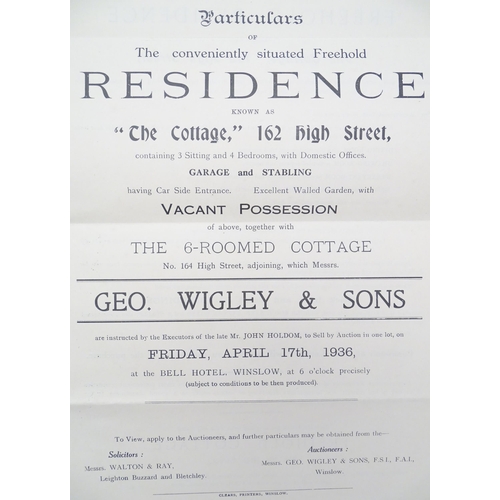 Particulars
OF
The conveniently situated Freehold
RESIDENCE
KNOWN AS
"The Cottage," 162 High Street,
containing 3 Sitting and 4 Bedrooms, with Domestic Offices.
GARAGE and STABLING
having Car Side Entrance. Excellent Walled Garden, with
VACANT POSSESSION
of above, together with
THE 6-ROOMED COTTAGE
No. 164 High Street, adjoining, which Messrs.
GEO. WIGLEY & SONS
are instructed by the Executors of the late Mr. JOHN HOLDOM, to Sell by Auction in one lot, on
FRIDAY, APRIL 17th, 1936,
at the BELL HOTEL, WINSLOW, at 6 o'clock precisely
(subject to conditions to be then produced).
To View, apply to the Auctioneers, and further particulars may be obtained from the—
Solicitors :
Messrs. WALTON & RAY,
Leighton Buzzard and Bletchley.
Auctioneers :
Messrs. GEO. WIGLEY & SONS, F.S.I., F.A.I.,
Winslow.
PRINTERS, WINSLOW.